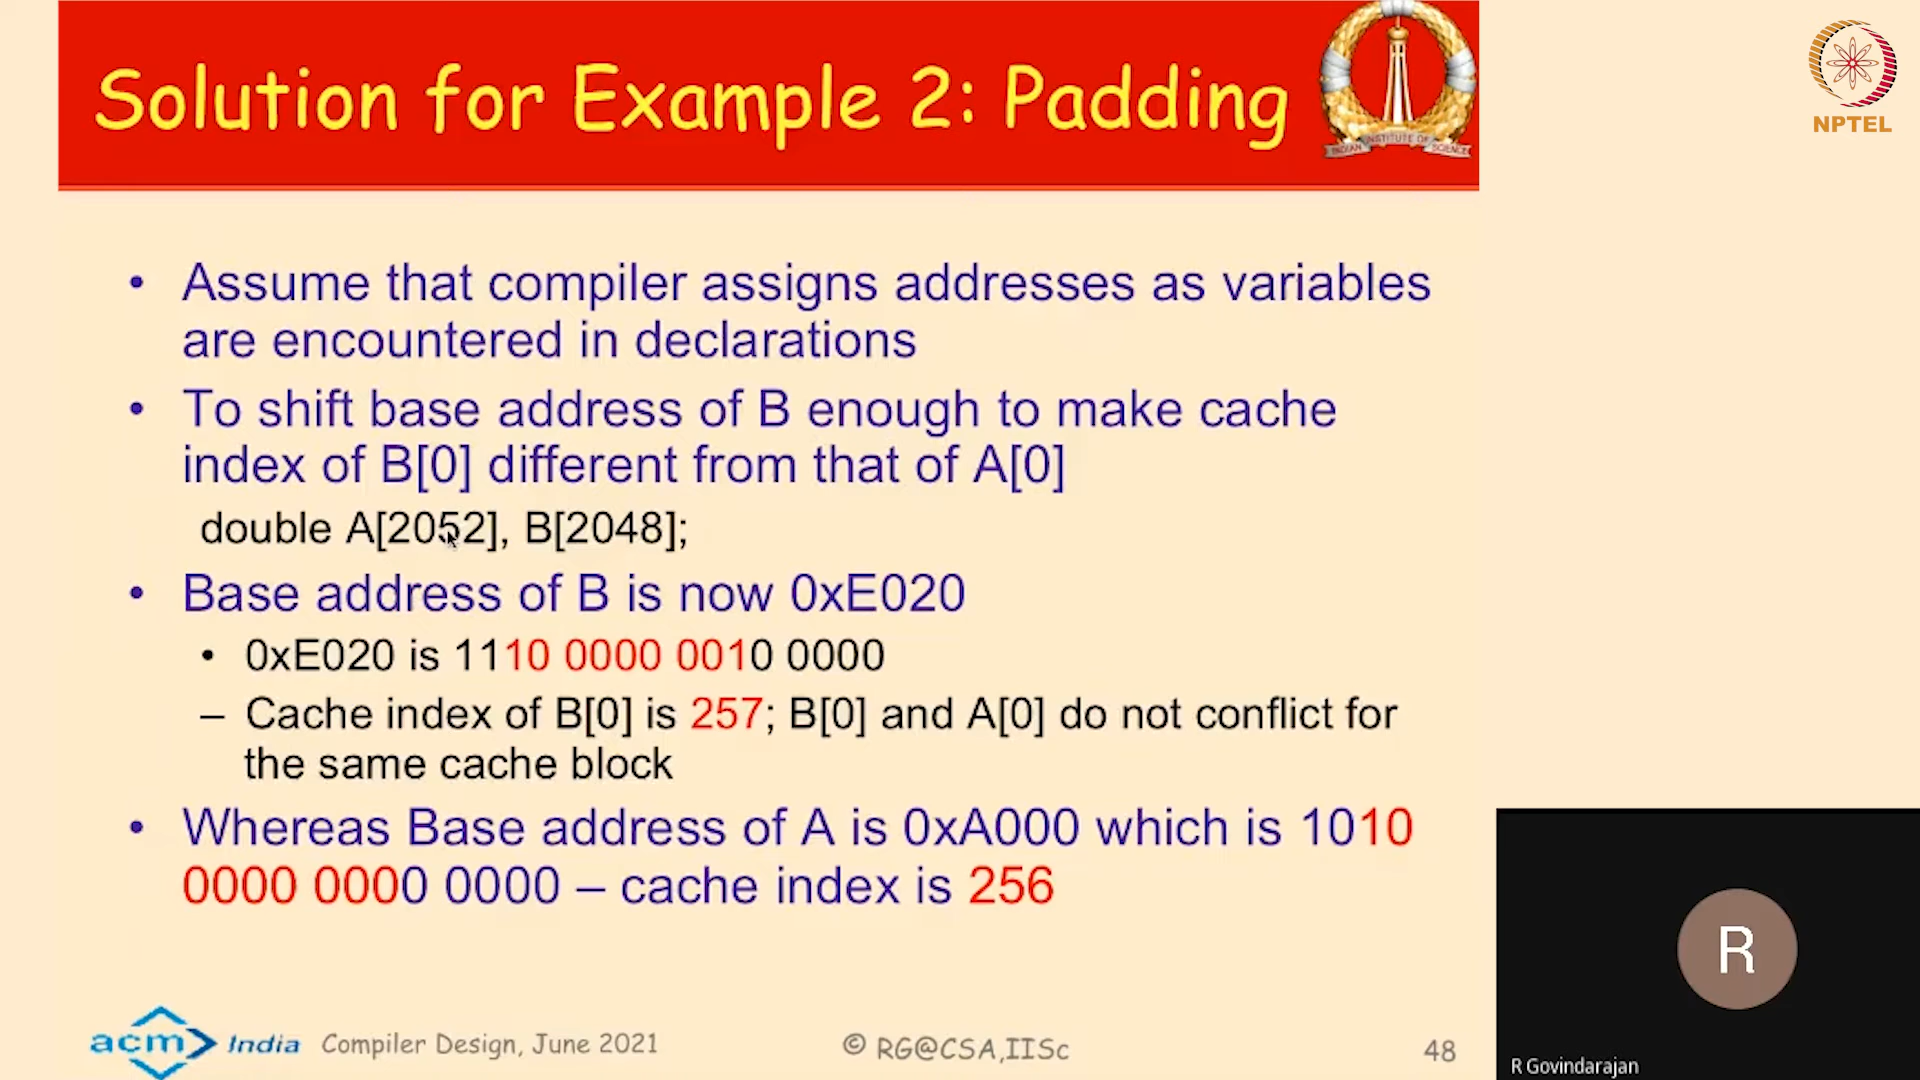 Solution for Example 2: Padding
INDIAN INSTITUTE OF SCIENCE
NPTEL
• Assume that compiler assigns addresses as variables
are encountered in declarations
• To shift base address of B enough to make cache
index of B[0] different from that of A[0]
double A[2052], B[2048];
• Base address of B is now 0xE020
• 0xE020 is 1110 0000 0010 0000
– Cache index of B[0] is 257; B[0] and A[0] do not conflict for
the same cache block
• Whereas Base address of A is 0xA000 which is 1010
0000 0000 0000 – cache index is 256
acm India Compiler Design, June 2021 © RG@CSA,IISc 48
R
R Govindarajan